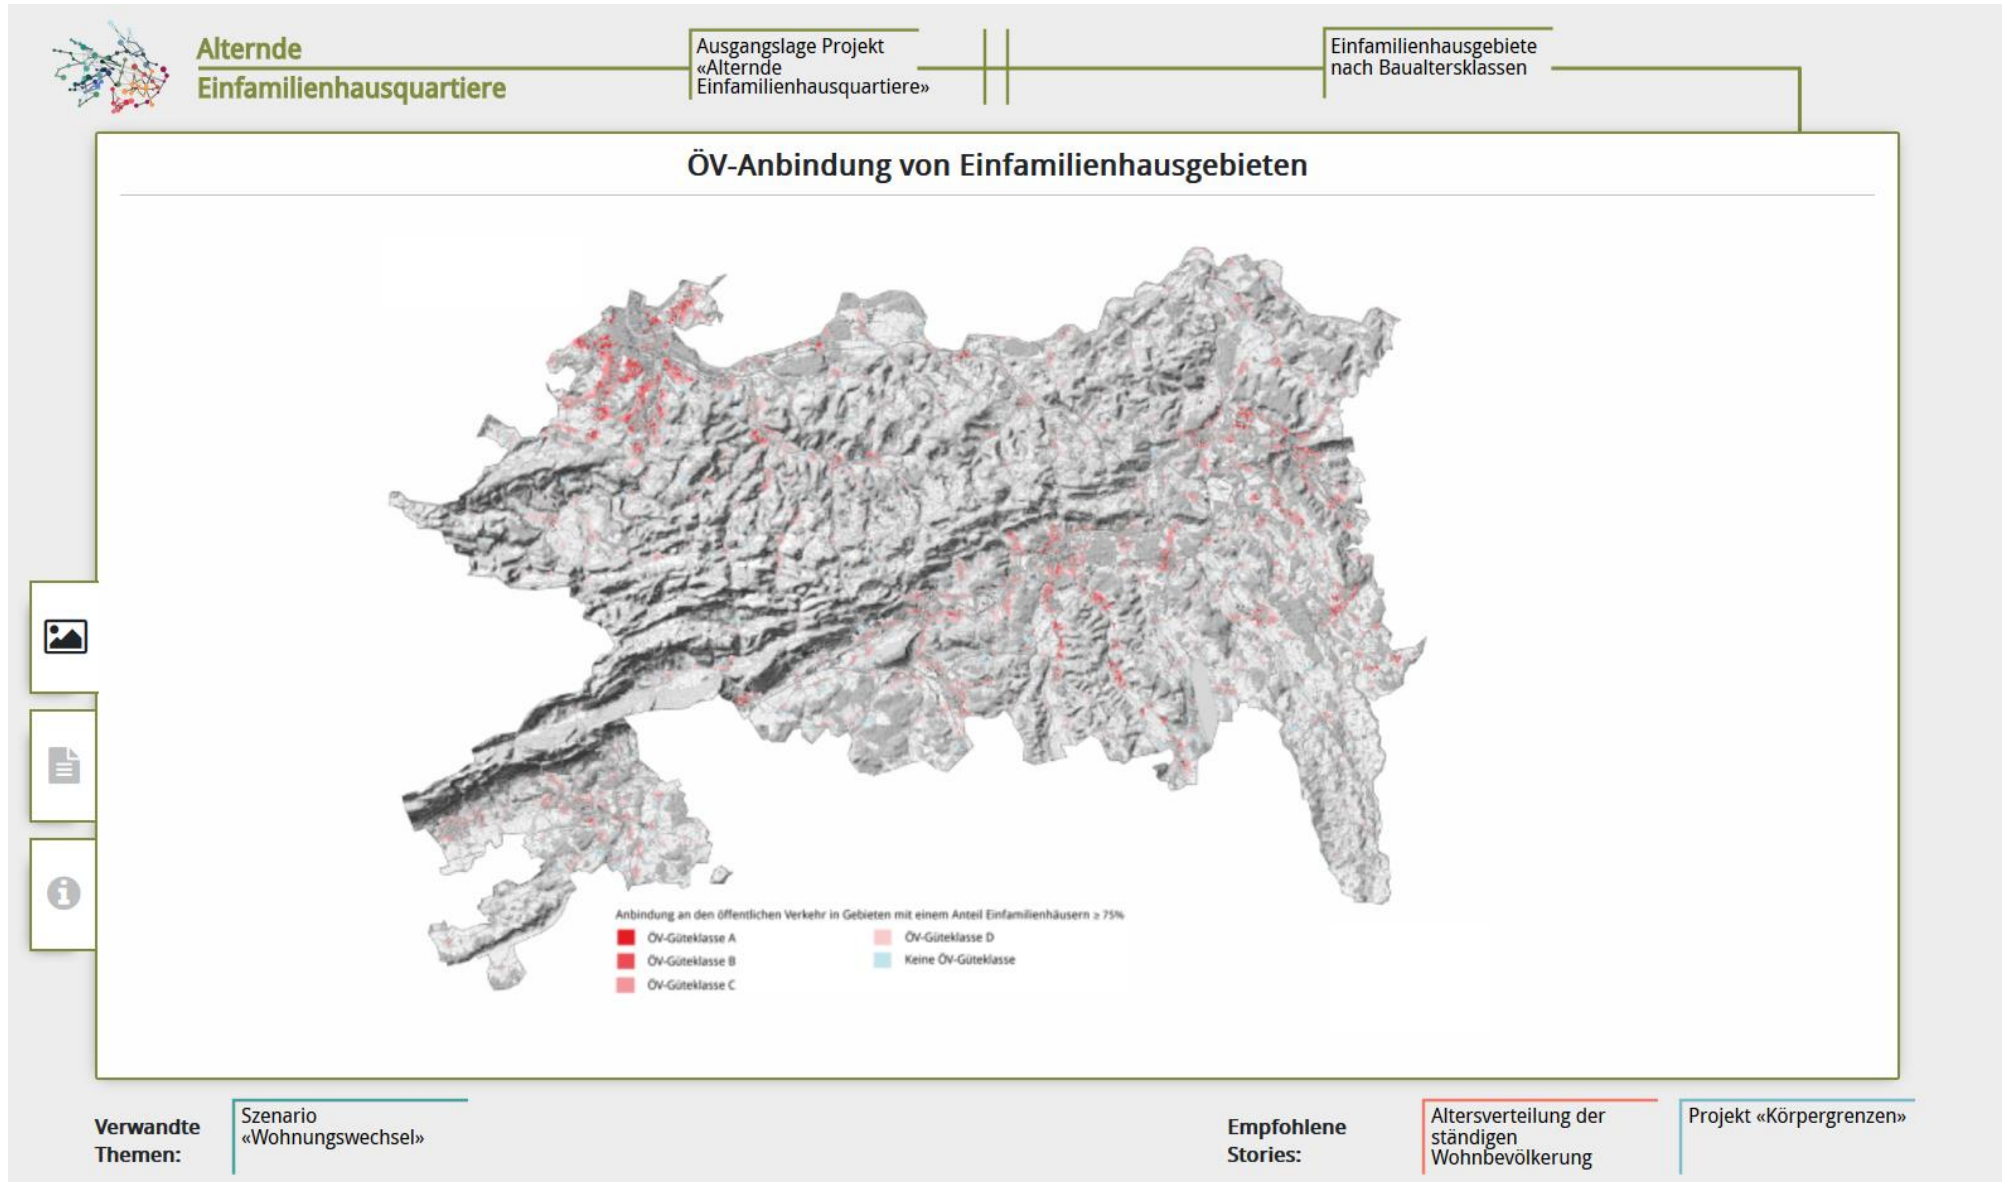 Alternde
Einfamilienhausquartiere
Ausgangslage Projekt
«Alternde
Einfamilienhausquartiere»
Einfamilienhausgebiete
nach Baualtersklassen
ÖV-Anbindung von Einfamilienhausgebieten
Anbindung an den öffentlichen Verkehr in Gebieten mit einem Anteil Einfamilienhäusern ≥ 75%
ÖV-Güteklasse A
ÖV-Güteklasse B
ÖV-Güteklasse C
ÖV-Güteklasse D
Keine ÖV-Güteklasse
Verwandte
Themen:
Szenario
«Wohnungswechsel»
Empfohlene
Stories:
Altersverteilung der
ständigen
Wohnbevölkerung
Projekt «Körpergrenzen»